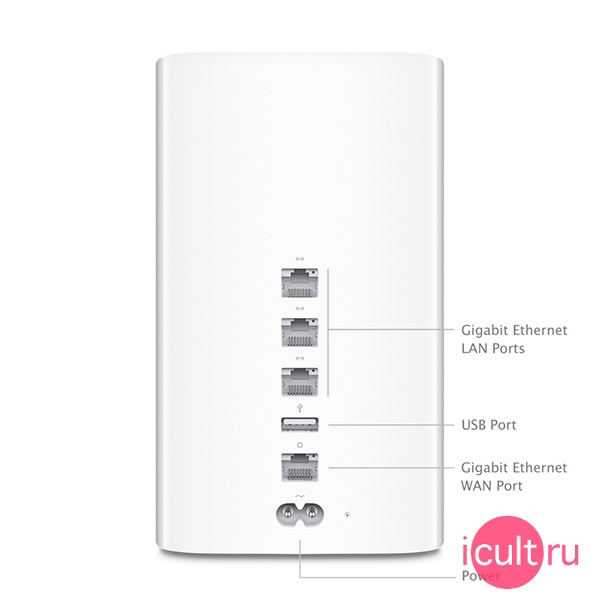 Gigabit Ethernet
LAN Ports
USB Port
Gigabit Ethernet
WAN Port
icult ru
Power